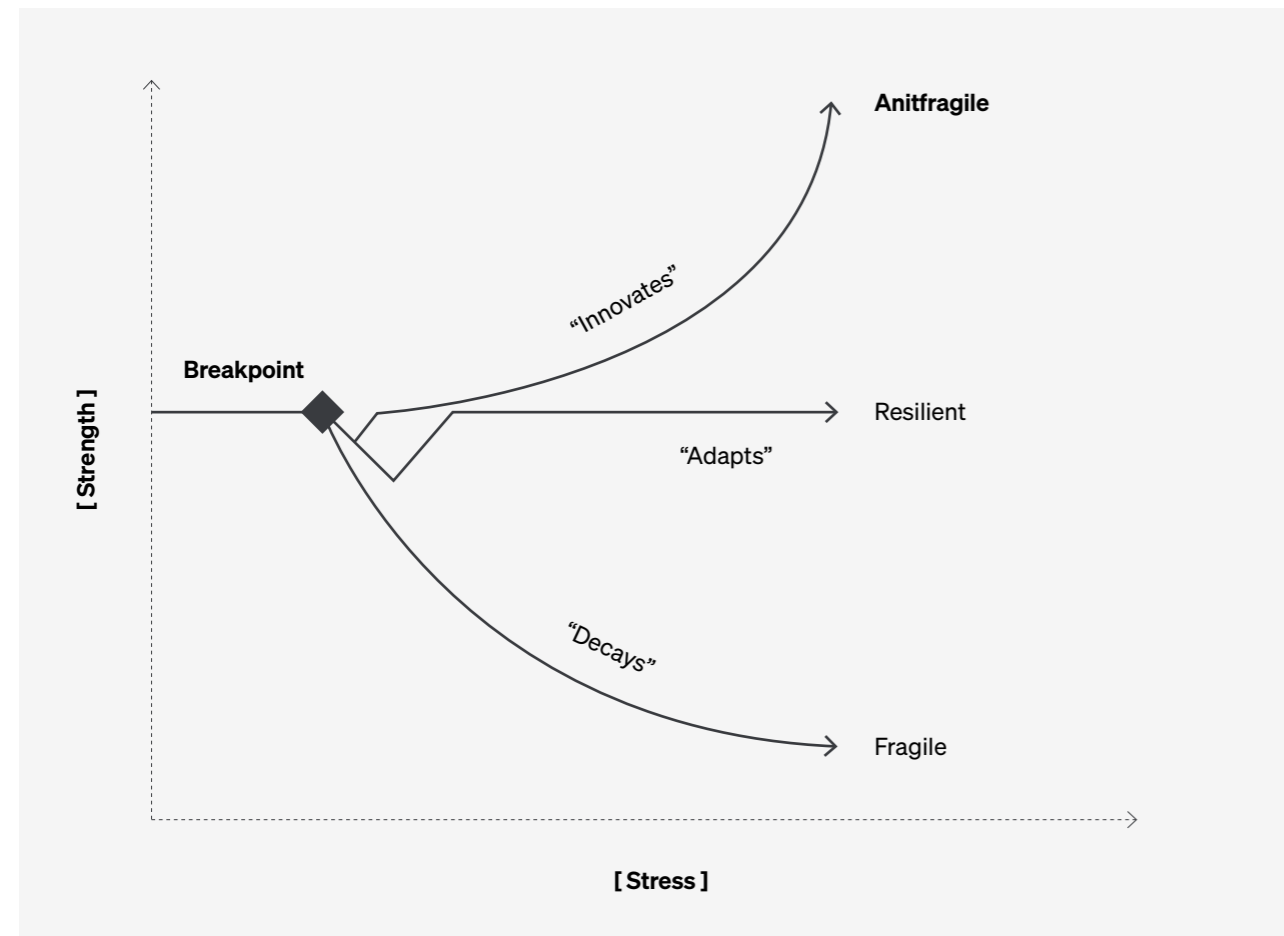 Anitfragile
“Innovates”
Breakpoint
Resilient
[ Strength ]
“Adapts”
“Decays”
Fragile
[ Stress ]